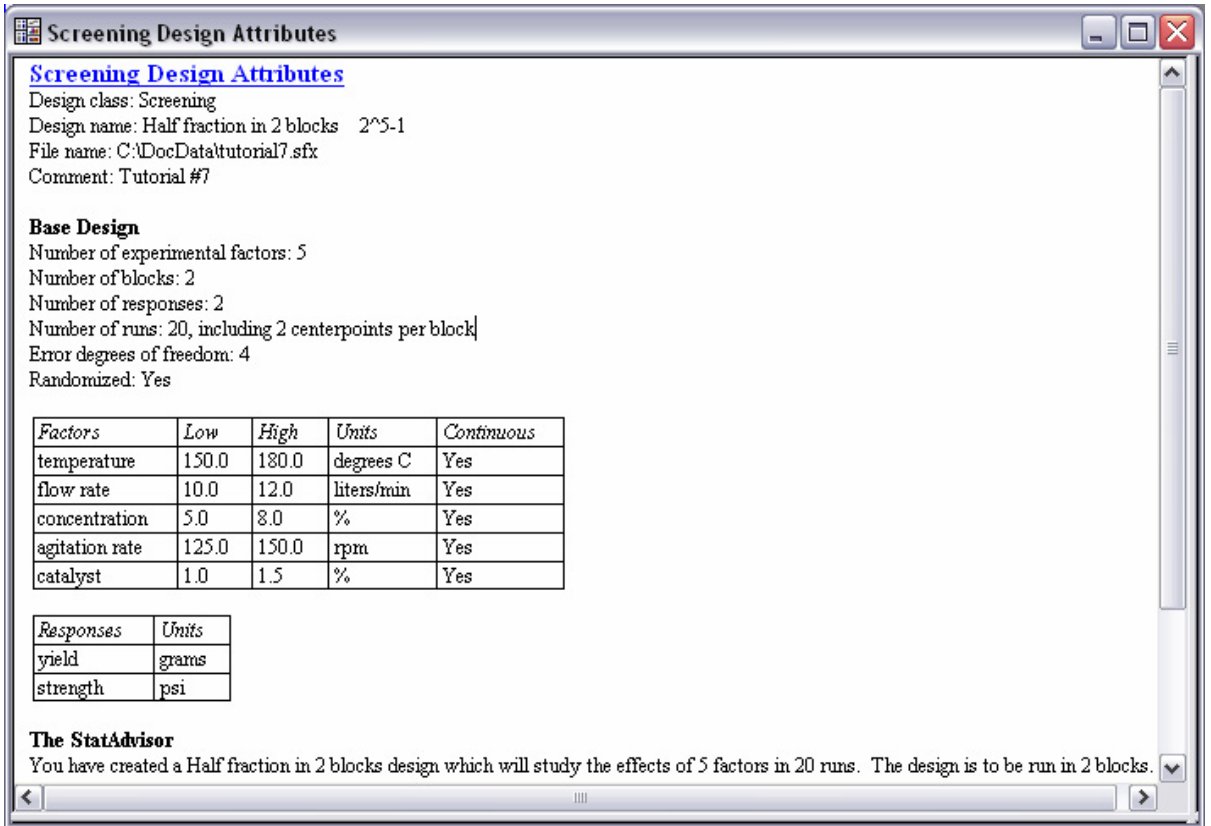 Screening Design Attributes
Screening Design Attributes
Design class: Screening
Design name: Half fraction in 2 blocks 2^5-1
File name: C:\DocData\tutorial7.sfx
Comment: Tutorial #7
Base Design
Number of experimental factors: 5
Number of blocks: 2
Number of responses: 2
Number of runs: 20, including 2 centerpoints per block
Error degrees of freedom: 4
Randomized: Yes
Factors Low High Units Continuous
temperature 150.0 180.0 degrees C Yes
flow rate 10.0 12.0 liters/min Yes
concentration 5.0 8.0 % Yes
agitation rate 125.0 150.0 rpm Yes
catalyst 1.0 1.5 % Yes
Responses Units
yield grams
strength psi
The StatAdvisor
You have created a Half fraction in 2 blocks design which will study the effects of 5 factors in 20 runs. The design is to be run in 2 blocks.